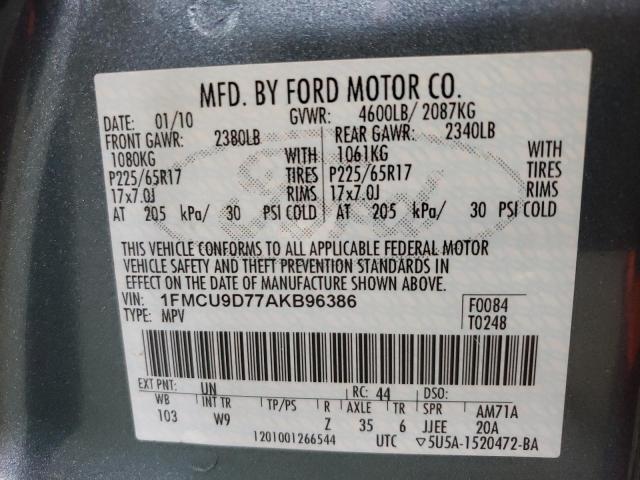 MFD. BY FORD MOTOR CO.
DATE: 01/10 GVWR: 4600LB/ 2087KG
FRONT GAWR: 2380LB REAR GAWR: 2340LB
1080KG WITH 1061KG WITH
P225/65R17 TIRES P225/65R17 TIRES
17x7.0J RIMS 17x7.0J RIMS
AT 205 kPa/ 30 PSI COLD AT 205 kPa/ 30 PSI COLD
THIS VEHICLE CONFORMS TO ALL APPLICABLE FEDERAL MOTOR
VEHICLE SAFETY AND THEFT PREVENTION STANDARDS IN
EFFECT ON THE DATE OF MANUFACTURE SHOWN ABOVE.
VIN: 1FMCU9D77AKB96386 F0084
TYPE: MPV T0248
EXT PNT: UN RC: 44 DSO:
WB INT TR TP/PS R AXLE TR SPR AM71A
103 W9 Z 35 6 JJEE 20A
1201001266544 UTC ▽5U5A-1520472-BA